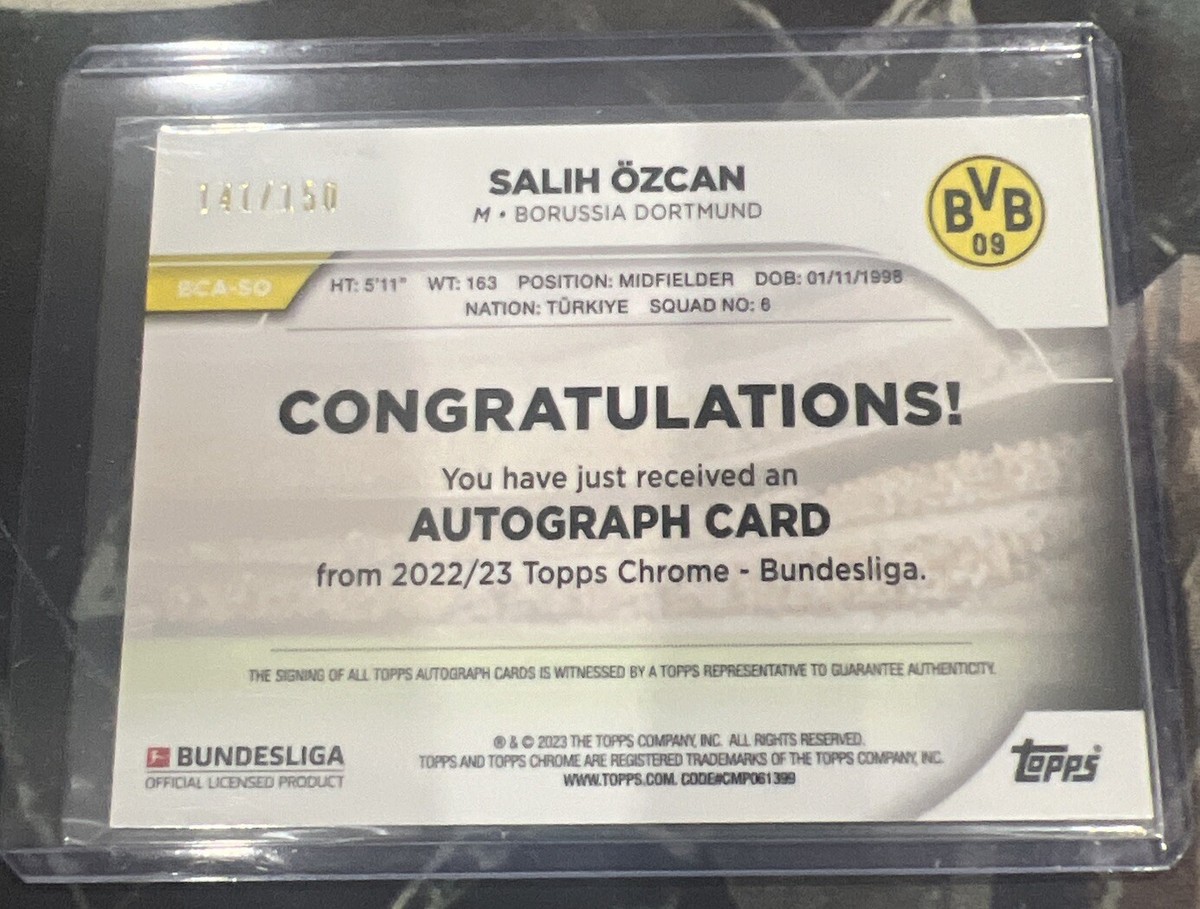 141/150
SALIH ÖZCAN
M • BORUSSIA DORTMUND
BVB
09
BCA-SO
HT: 5'11" WT: 163 POSITION: MIDFIELDER DOB: 01/11/1998
NATION: TÜRKIYE SQUAD NO: 6
CONGRATULATIONS!
You have just received an
AUTOGRAPH CARD
from 2022/23 Topps Chrome - Bundesliga.
THE SIGNING OF ALL TOPPS AUTOGRAPH CARDS IS WITNESSED BY A TOPPS REPRESENTATIVE TO GUARANTEE AUTHENTICITY.
BUNDESLIGA
OFFICIAL LICENSED PRODUCT
® & © 2023 THE TOPPS COMPANY, INC. ALL RIGHTS RESERVED.
TOPPS AND TOPPS CHROME ARE REGISTERED TRADEMARKS OF THE TOPPS COMPANY, INC.
WWW.TOPPS.COM. CODE#CMP061399
topps®